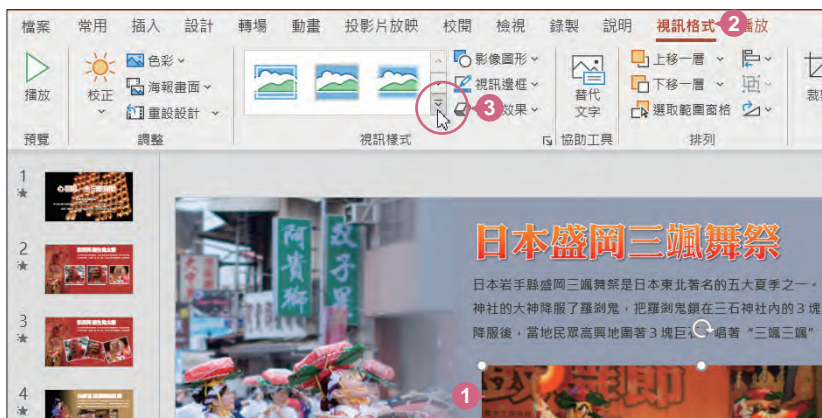 檔案 常用 插入 設計 轉場 動畫 投影片放映 校閱 檢視 錄製 說明 視訊格式 2 播放
播放
校正
色彩
海報畫面
重設設計
影像圖形
視訊邊框
3 效果
替代
文字
上移一層
下移一層
選取範圍窗格
裁
預覽 調整 視訊樣式 協助工具 排列
1
2
3
4
阿貴獅
双子星
日本盛岡三颯舞祭
日本岩手縣盛岡三颯舞祭是日本東北著名的五大夏季之一。
神社的大神降服了羅剎鬼，把羅剎鬼鎖在三石神社內的3塊
降服後，當地民眾高興地圍著3塊巨 唱著“三颯三颯”
1